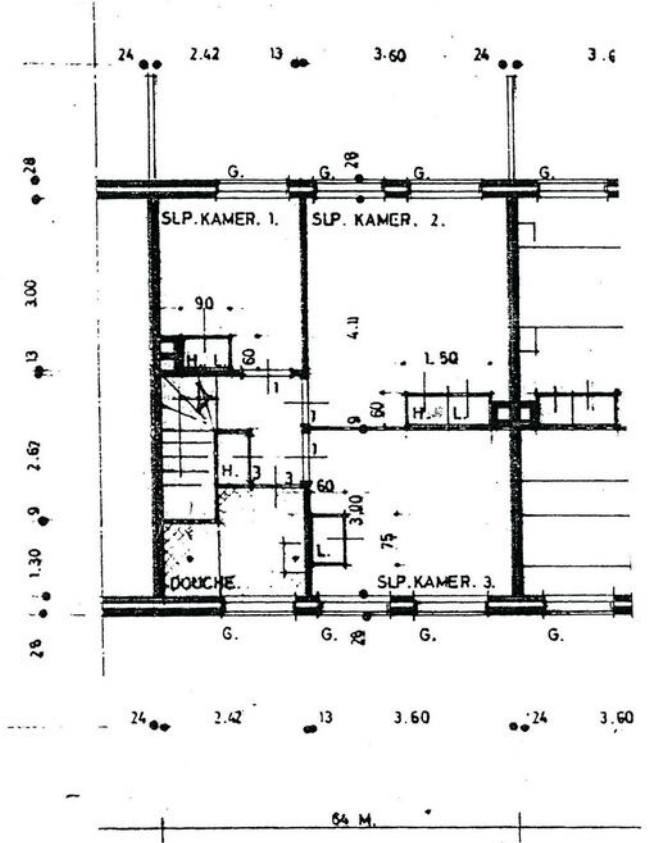 24 2.42 13 3.60 24 3.6
28
G. G. 28 G. G.
SLP. KAMER. 1. SLP. KAMER. 2.
3.00
90
4.11
H. L. 60
1.50
13
1
1
60 H. L.
9
1
2.67
H. 3 3
60
3.00
9
L. 75
1.30
DOUCHE. SLP. KAMER. 3.
28
G. G. 28 G. G.
24 2.42 13 3.60 24 3.60
64 M.